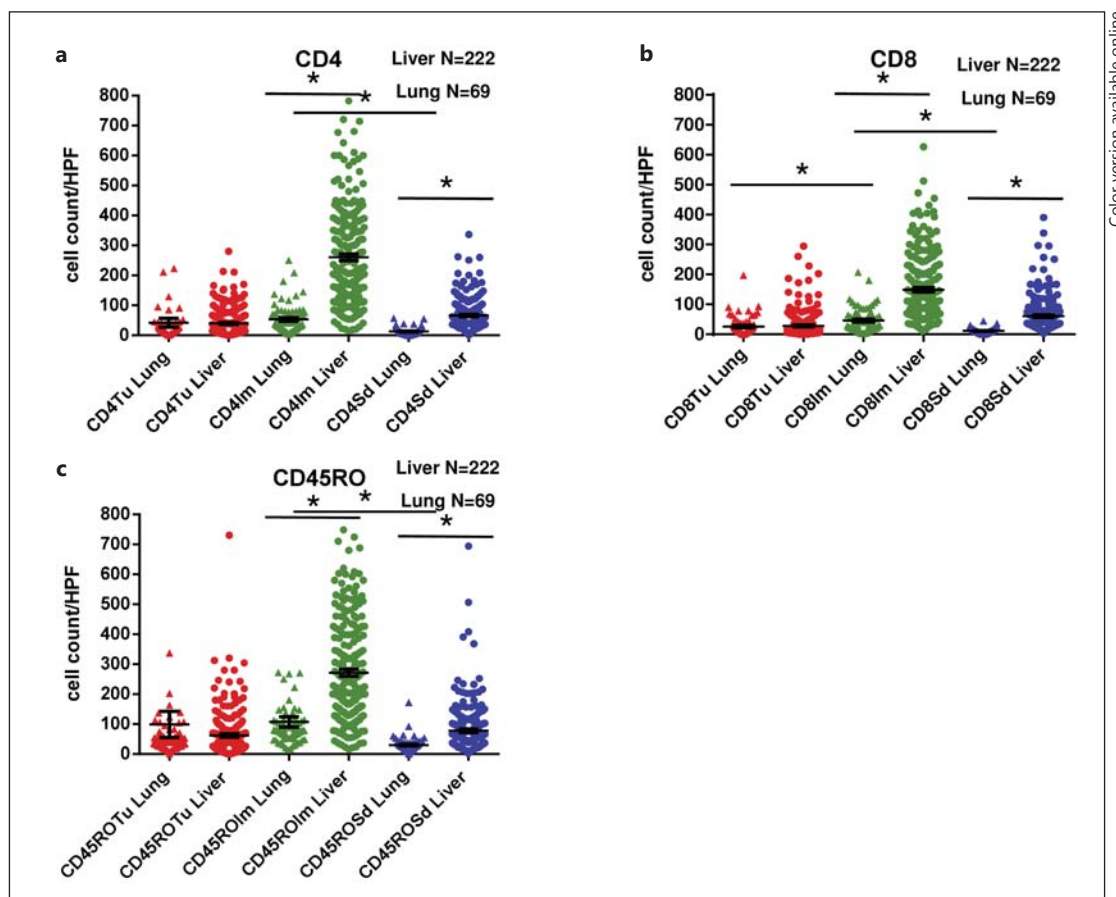 a
CD4
Liver N=222
Lung N=69
*
*
*
cell count/HPF
800
700
600
500
400
300
200
100
0
CD4Tu Lung
CD4Tu Liver
CD4Im Lung
CD4Im Liver
CD4Sd Lung
CD4Sd Liver
b
CD8
Liver N=222
Lung N=69
*
*
*
*
cell count/HPF
800
700
600
500
400
300
200
100
0
CD8Tu Lung
CD8Tu Liver
CD8Im Lung
CD8Im Liver
CD8Sd Lung
CD8Sd Liver
Color version available online
c
CD45RO
Liver N=222
Lung N=69
*
*
*
cell count/HPF
800
700
600
500
400
300
200
100
0
CD45ROTu Lung
CD45ROTu Liver
CD45ROIm Lung
CD45ROIm Liver
CD45ROSd Lung
CD45ROSd Liver